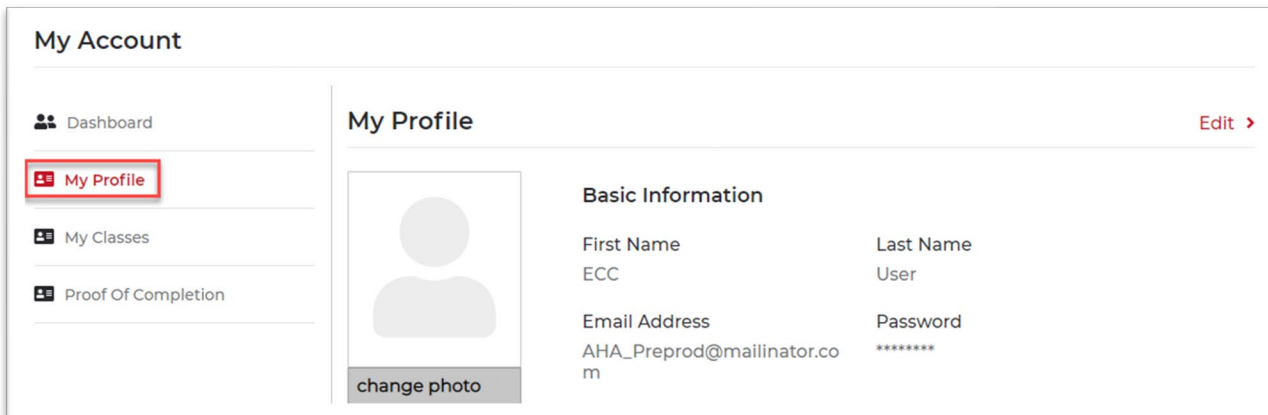 My Account
Dashboard
My Profile
My Classes
Proof Of Completion
My Profile
Edit
change photo
Basic Information
First Name
Last Name
ECC
User
Email Address
Password
AHA_Preprod@mailinator.co
********
m